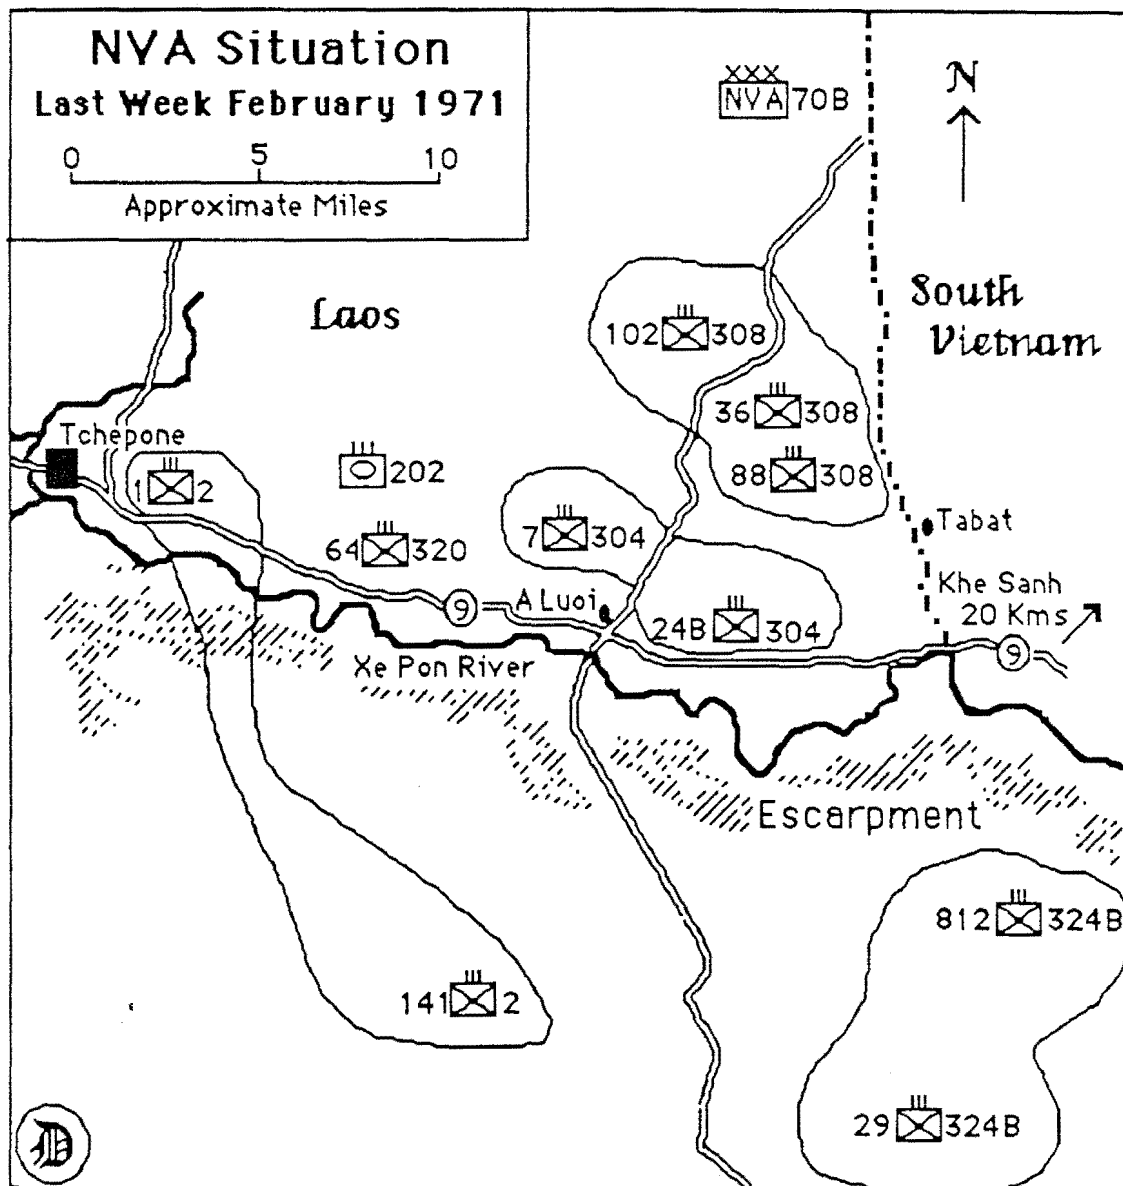 NVA Situation
Last Week February 1971
0 5 10
Approximate Miles
XXX
NVA 70B
N
Laos
South
Vietnam
102 308
36 308
88 308
Tchepone
1 2
202
64 320
7 304
Tabat
A Luoi
24B 304
Khe Sanh
20 Kms
9
9
Xe Pon River
Escarpment
812 324B
141 2
29 324B
D